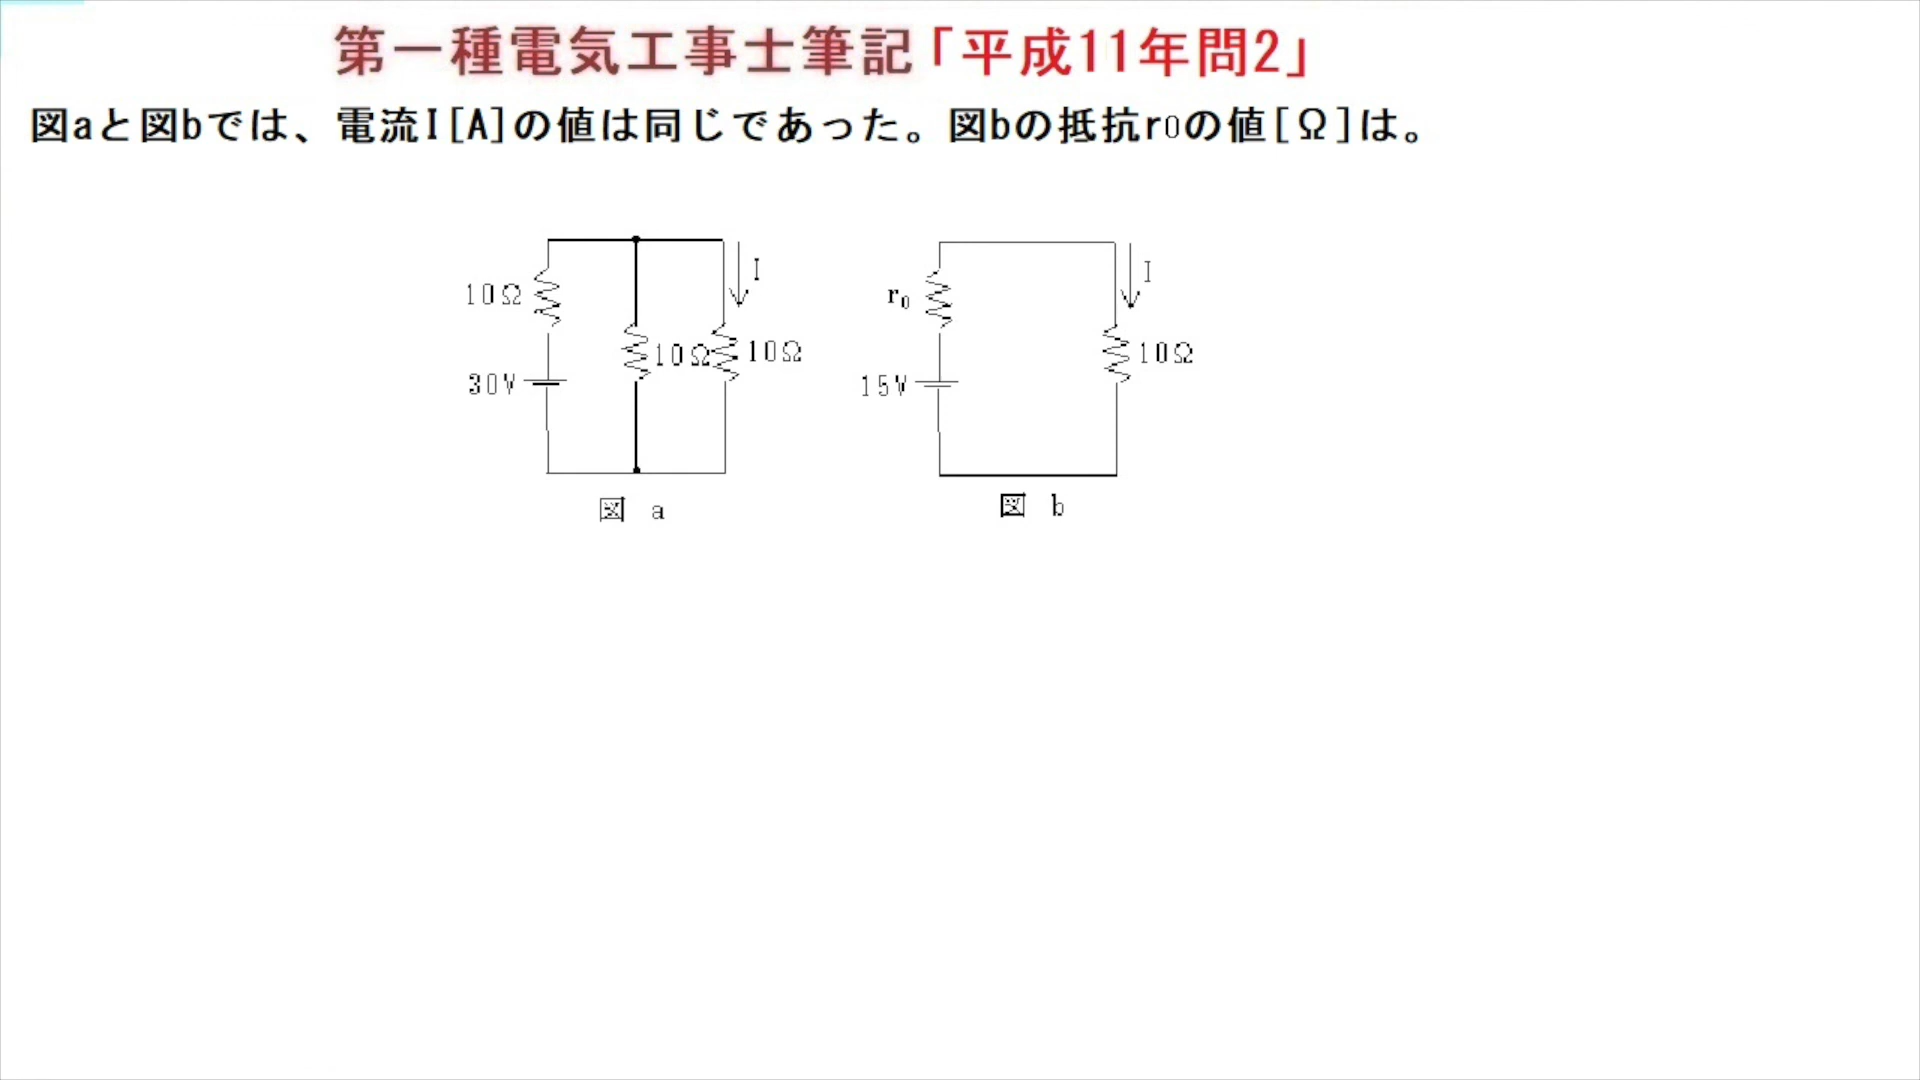 第一種電気工事士筆記「平成11年問2」
図aと図bでは、電流I[A]の値は同じであった。図bの抵抗r0の値[Ω]は。
10Ω
30V
10Ω
10Ω
I
図 a
r0
15V
I
10Ω
図 b